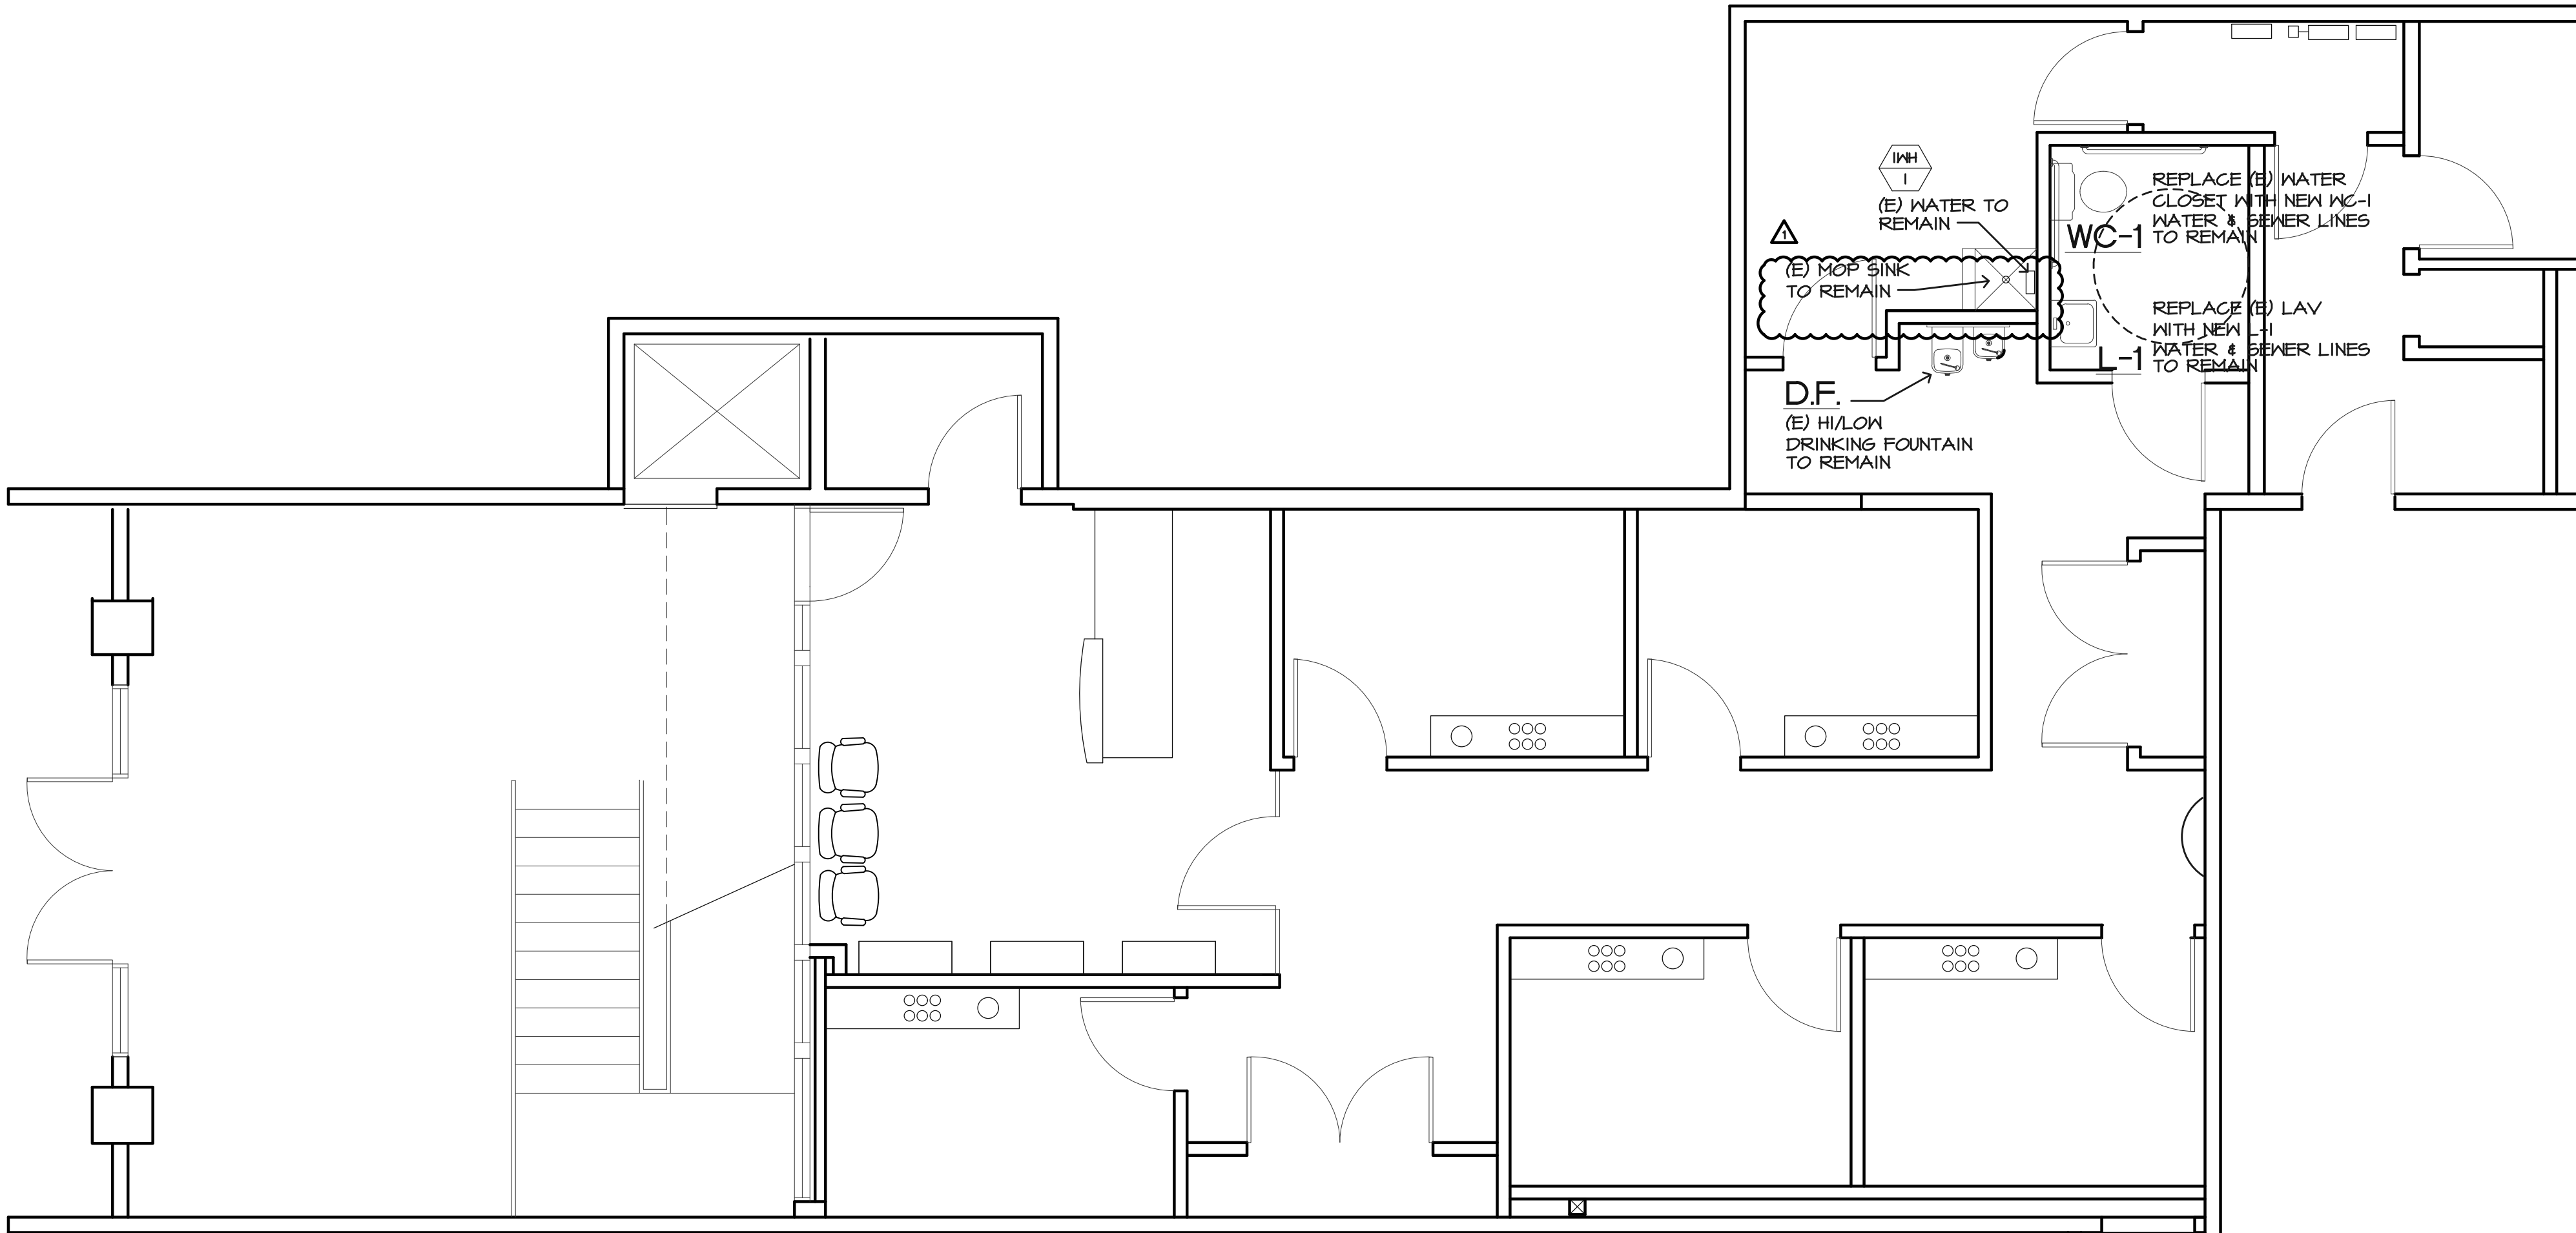 IWH
1
(E) WATER TO
REMAIN
1
(E) MOP SINK
TO REMAIN
REPLACE (E) WATER
CLOSET WITH NEW WC-1
WATER & SEWER LINES
TO REMAIN
WC-1
REPLACE (E) LAV
WITH NEW L-1
WATER & SEWER LINES
TO REMAIN
L-1
D.F.
(E) HI/LOW
DRINKING FOUNTAIN
TO REMAIN